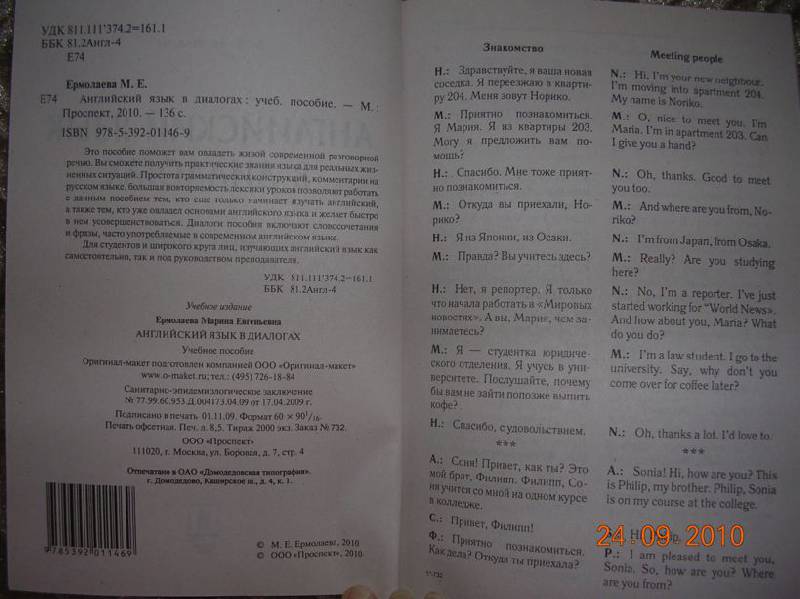 УДК 811.111'374.2=161.1
ББК 81.2Англ-4
Е74
Ермолаева М. Е.
Е74 Английский язык в диалогах : учеб. пособие. — М. :
Проспект, 2010. — 136 с.
ISBN 978-5-392-01146-9
Это пособие поможет вам овладеть живой современной разговорной
речью. Вы сможете получить практические знания языка для реальных жиз-
ненных ситуаций. Простота грамматических конструкций, комментарии на
русском языке, большая повторяемость лексики уроков позволяют работать
с данным пособием тем, кто еще только начинает изучать английский,
а также тем, кто уже овладел основами английского языка и желает быстро
в нем усовершенствоваться. Диалоги пособия включают словосочетания
и фразы, часто употребляемые в современном английском языке.
Для студентов и широкого круга лиц, изучающих английский язык как
самостоятельно, так и под руководством преподавателя.
УДК 811.111'374.2=161.1
ББК 81.2Англ-4
Учебное издание
Ермолаева Марина Евгеньевна
АНГЛИЙСКИЙ ЯЗЫК В ДИАЛОГАХ
Учебное пособие
Оригинал-макет подготовлен компанией ООО «Оригинал-макет»
www.o-maket.ru; тел.: (495) 726-18-84
Санитарно-эпидемиологическое заключение
№ 77.99.60.953.Д.004173.04.09 от 17.04.2009 г.
Подписано в печать 01.11.09. Формат 60 × 90 1/16.
Печать офсетная. Печ. л. 8,5. Тираж 2000 экз. Заказ № 732.
ООО «Проспект»
111020, г. Москва, ул. Боровая, д. 7, стр. 4
Отпечатано в ОАО «Домодедовская типография».
г. Домодедово, Каширское ш., д. 4, к. 1.
9785392011469
© М. Е. Ермолаева, 2010
© ООО «Проспект», 2010
Знакомство
Н.: Здравствуйте, я ваша новая
соседка. Я переезжаю в кварти-
ру 204. Меня зовут Норико.
М.: Приятно познакомиться.
Я Мария. Я из квартиры 203.
Могу я предложить вам по-
мощь?
Н.: Спасибо. Мне тоже прият-
но познакомиться.
М.: Откуда вы приехали, Но-
рико?
Н.: Я из Японии, из Осаки.
М.: Правда? Вы учитесь здесь?
Н.: Нет, я репортер. Я только
что начала работать в «Мировых
новостях». А вы, Мария, чем за-
нимаетесь?
М.: Я — студентка юридиче-
ского отделения. Я учусь в уни-
верситете. Послушайте, почему
бы вам не зайти попозже выпить
кофе?
Н.: Спасибо, с удовольствием.
***
А.: Соня! Привет, как ты? Это
мой брат, Филипп. Филипп, Со-
ня учится со мной на одном курсе
в колледже.
С.: Привет, Филипп!
Ф.: Приятно познакомиться.
Как дела? Откуда ты приехала?
Meeting people
N.: Hi, I'm your new neighbour.
I'm moving into apartment 204.
My name is Noriko.
M.: O, nice to meet you. I'm
Maria. I'm in apartment 203. Can
I give you a hand?
N.: Oh, thanks. Good to meet
you too.
M.: And where are you from, No-
riko?
N.: I'm from Japan, from Osaka.
M.: Really? Are you studying
here?
N.: No, I'm a reporter. I've just
started working for "World News».
And how about you, Maria? What
do you do?
M.: I'm a law student. I go to the
university. Say, why don't you
come over for coffee later?
N.: Oh, thanks a lot. I'd love to.
***
A.: Sonia! Hi, how are you? This
is Philip, my brother. Philip, Sonia
is on my course at the college.
P.: I am pleased to meet you,
Sonia. So, how are you? Where
are you from?
24.09.2010